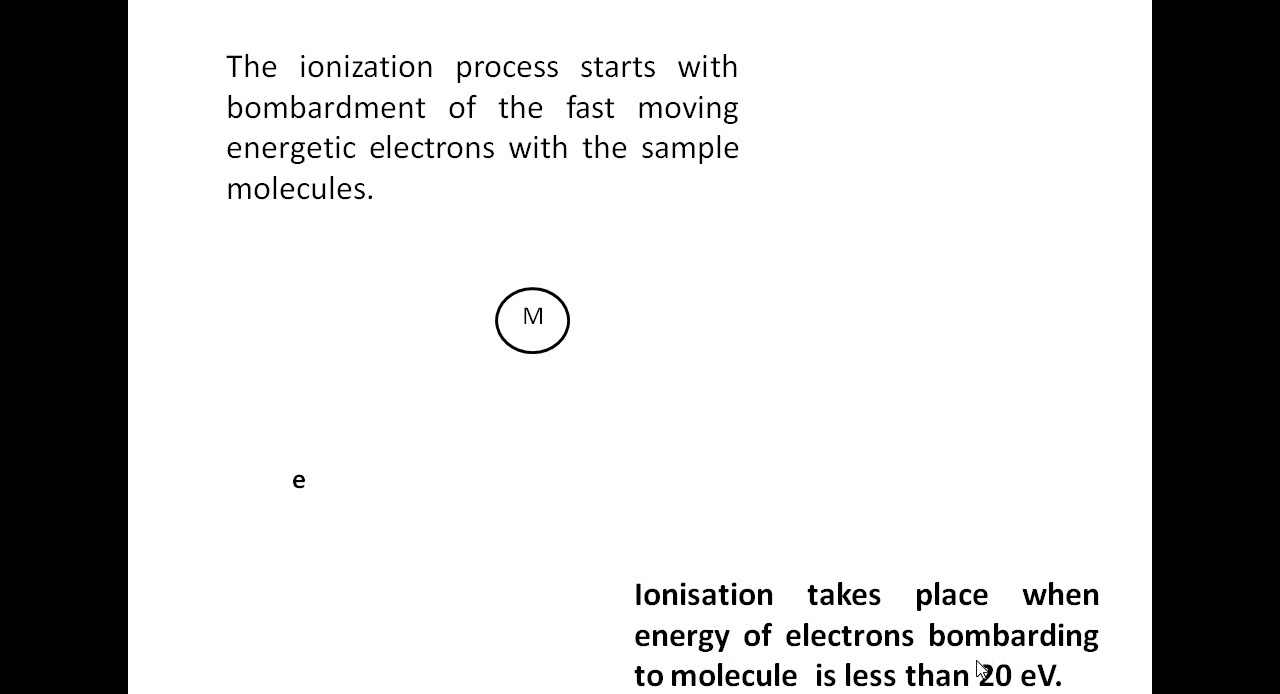 The ionization process starts with
bombardment of the fast moving
energetic electrons with the sample
molecules.
M
e
Ionisation takes place when
energy of electrons bombarding
to molecule is less than 20 eV.